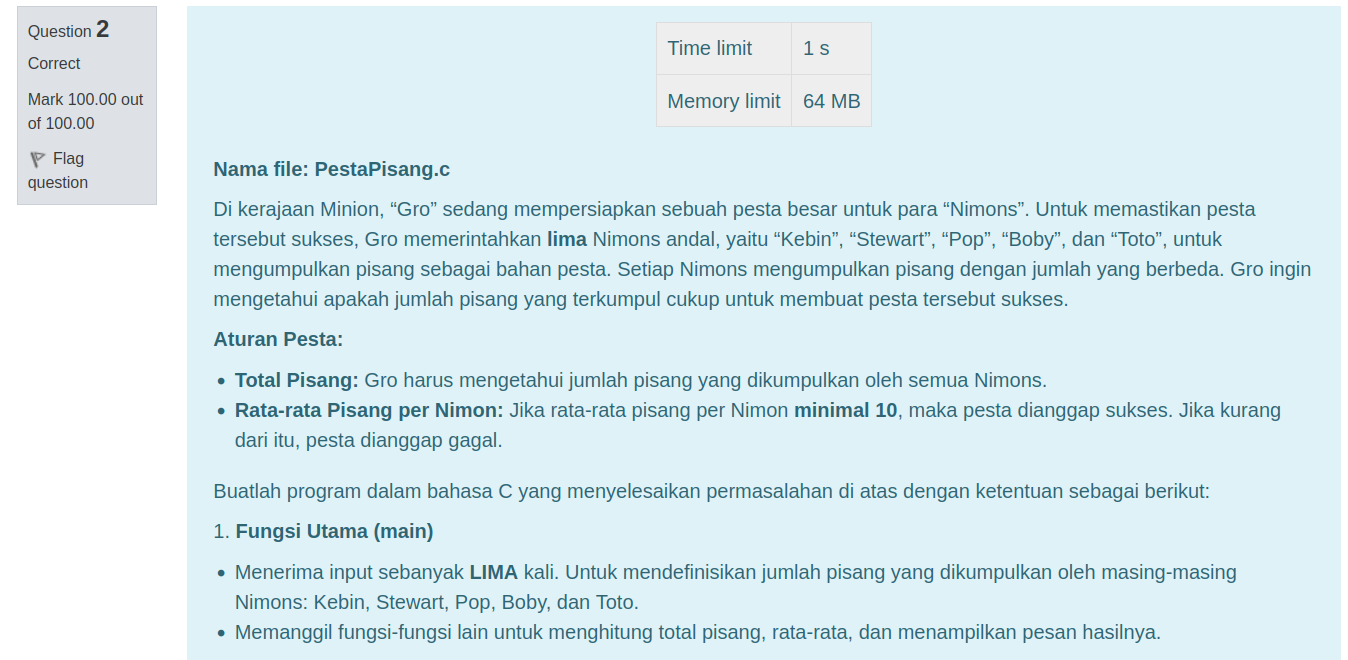 Question 2
Correct
Mark 100.00 out
of 100.00
Flag
question
Time limit 1 s
Memory limit 64 MB
Nama file: PestaPisang.c
Di kerajaan Minion, “Gro” sedang mempersiapkan sebuah pesta besar untuk para “Nimons”. Untuk memastikan pesta
tersebut sukses, Gro memerintahkan lima Nimons andal, yaitu “Kebin”, “Stewart”, “Pop”, “Boby”, dan “Toto”, untuk
mengumpulkan pisang sebagai bahan pesta. Setiap Nimons mengumpulkan pisang dengan jumlah yang berbeda. Gro ingin
mengetahui apakah jumlah pisang yang terkumpul cukup untuk membuat pesta tersebut sukses.
Aturan Pesta:
• Total Pisang: Gro harus mengetahui jumlah pisang yang dikumpulkan oleh semua Nimons.
• Rata-rata Pisang per Nimon: Jika rata-rata pisang per Nimon minimal 10, maka pesta dianggap sukses. Jika kurang
dari itu, pesta dianggap gagal.
Buatlah program dalam bahasa C yang menyelesaikan permasalahan di atas dengan ketentuan sebagai berikut:
1. Fungsi Utama (main)
• Menerima input sebanyak LIMA kali. Untuk mendefinisikan jumlah pisang yang dikumpulkan oleh masing-masing
Nimons: Kebin, Stewart, Pop, Boby, dan Toto.
• Memanggil fungsi-fungsi lain untuk menghitung total pisang, rata-rata, dan menampilkan pesan hasilnya.